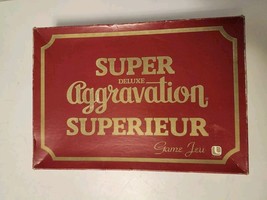 SUPER
DELUXE
Aggravation
SUPERIEUR
Game Jeu